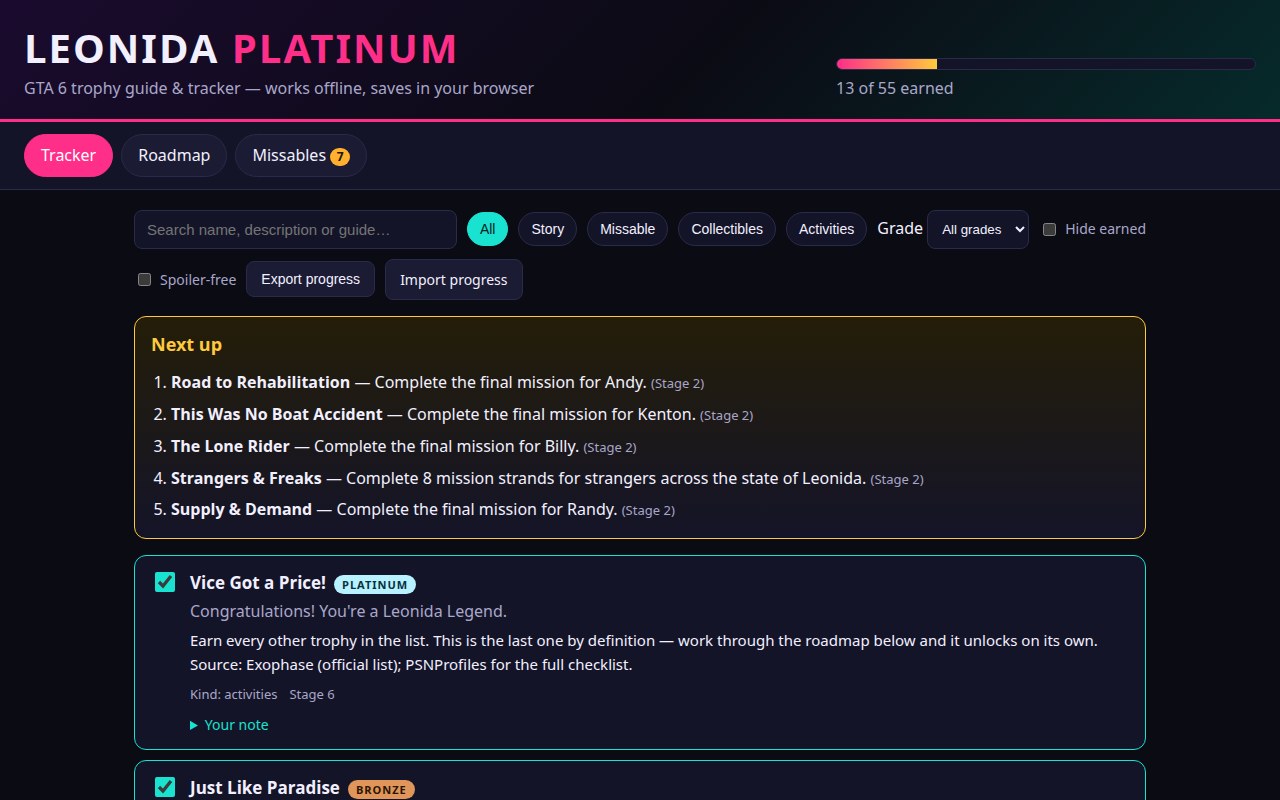 LEONIDA PLATINUM
GTA 6 trophy guide & tracker — works offline, saves in your browser
13 of 55 earned
Tracker
Roadmap
Missables 7
Search name, description or guide…
All
Story
Missable
Collectibles
Activities
Grade
All grades
Hide earned
Spoiler-free
Export progress
Import progress
Next up
1. Road to Rehabilitation — Complete the final mission for Andy. (Stage 2)
2. This Was No Boat Accident — Complete the final mission for Kenton. (Stage 2)
3. The Lone Rider — Complete the final mission for Billy. (Stage 2)
4. Strangers & Freaks — Complete 8 mission strands for strangers across the state of Leonida. (Stage 2)
5. Supply & Demand — Complete the final mission for Randy. (Stage 2)
Vice Got a Price! PLATINUM
Congratulations! You're a Leonida Legend.
Earn every other trophy in the list. This is the last one by definition — work through the roadmap below and it unlocks on its own.
Source: Exophase (official list); PSNProfiles for the full checklist.
Kind: activities Stage 6
Your note
Just Like Paradise BRONZE